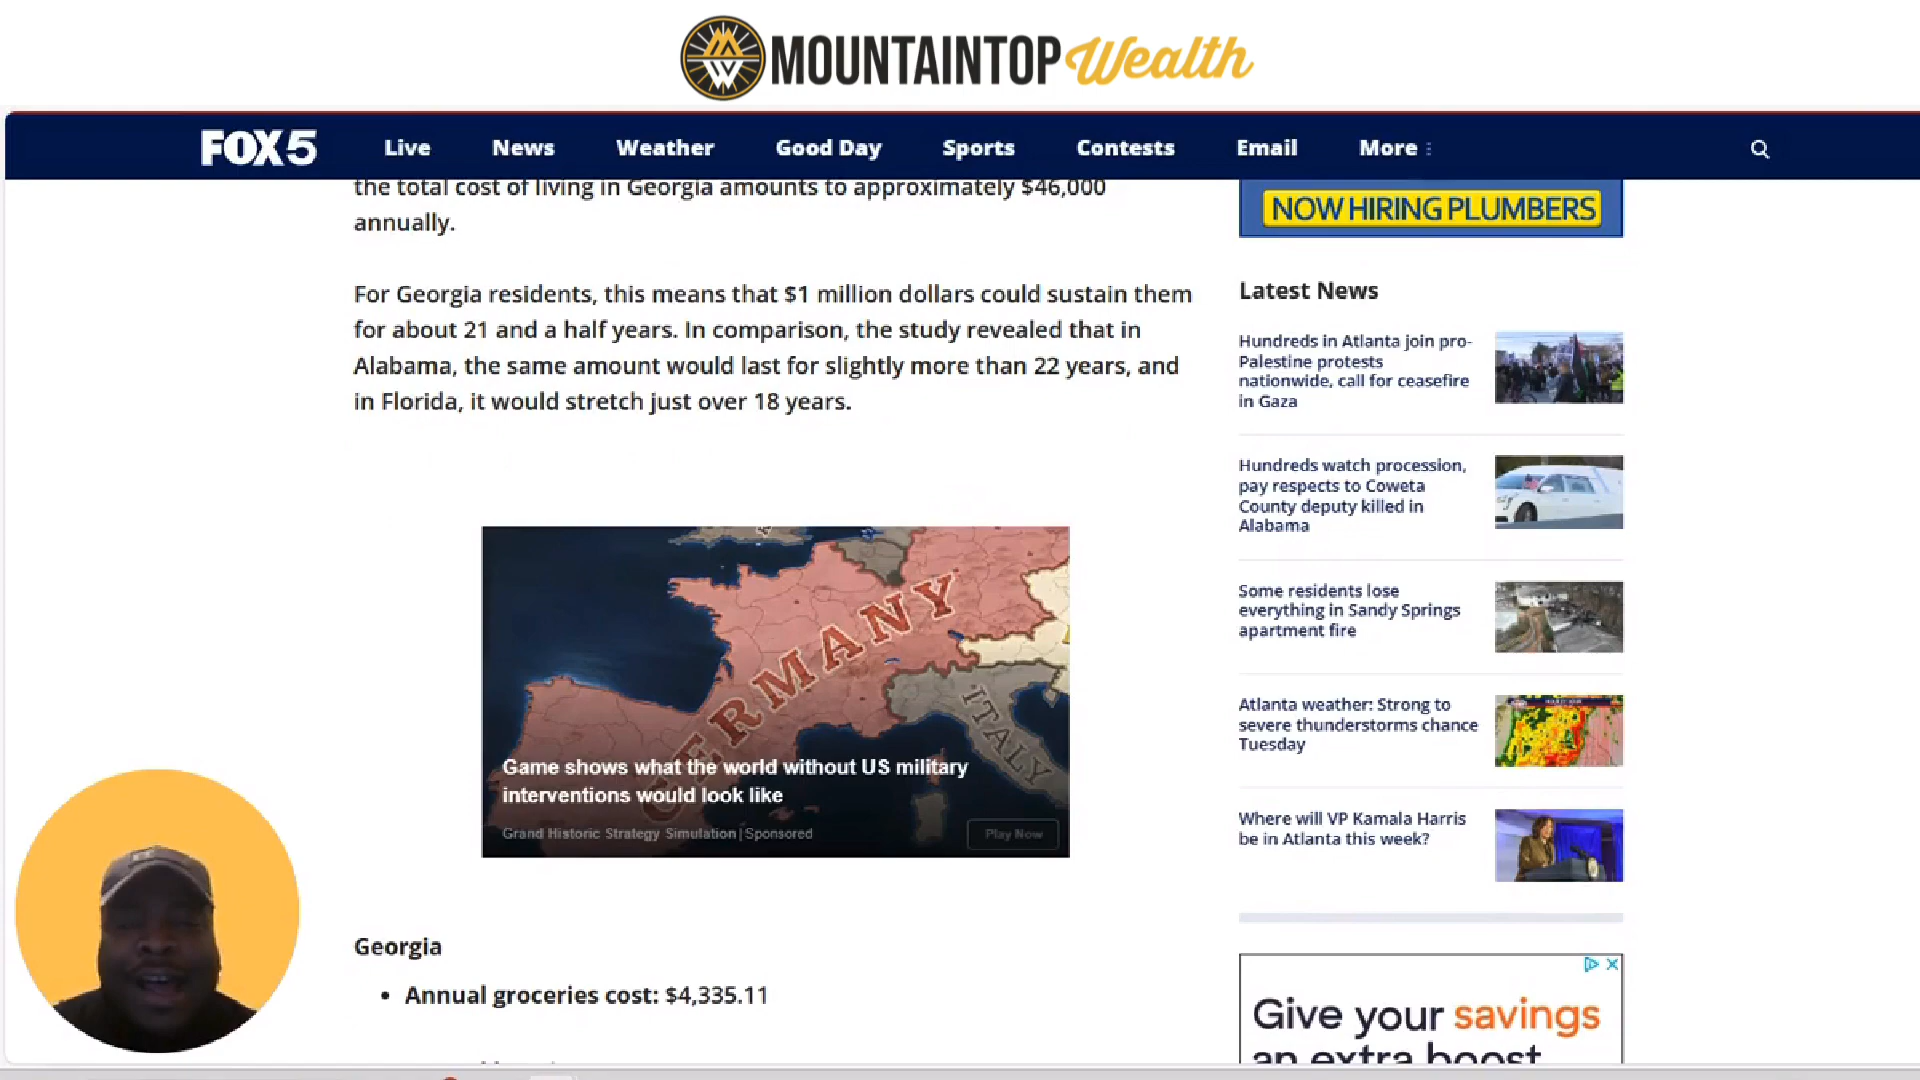 MOUNTAINTOP Wealth
FOX 5
Live
News
Weather
Good Day
Sports
Contests
Email
More
the total cost of living in Georgia amounts to approximately $46,000
annually.
For Georgia residents, this means that $1 million dollars could sustain them
for about 21 and a half years. In comparison, the study revealed that in
Alabama, the same amount would last for slightly more than 22 years, and
in Florida, it would stretch just over 18 years.
GERMANY
ITALY
Game shows what the world without US military
interventions would look like
Grand Historic Strategy Simulation | Sponsored
Play Now
Georgia
• Annual groceries cost: $4,335.11
NOW HIRING PLUMBERS
Latest News
Hundreds in Atlanta join pro-
Palestine protests
nationwide, call for ceasefire
in Gaza
Hundreds watch procession,
pay respects to Coweta
County deputy killed in
Alabama
Some residents lose
everything in Sandy Springs
apartment fire
Atlanta weather: Strong to
severe thunderstorms chance
Tuesday
Where will VP Kamala Harris
be in Atlanta this week?
Give your savings
an extra boost